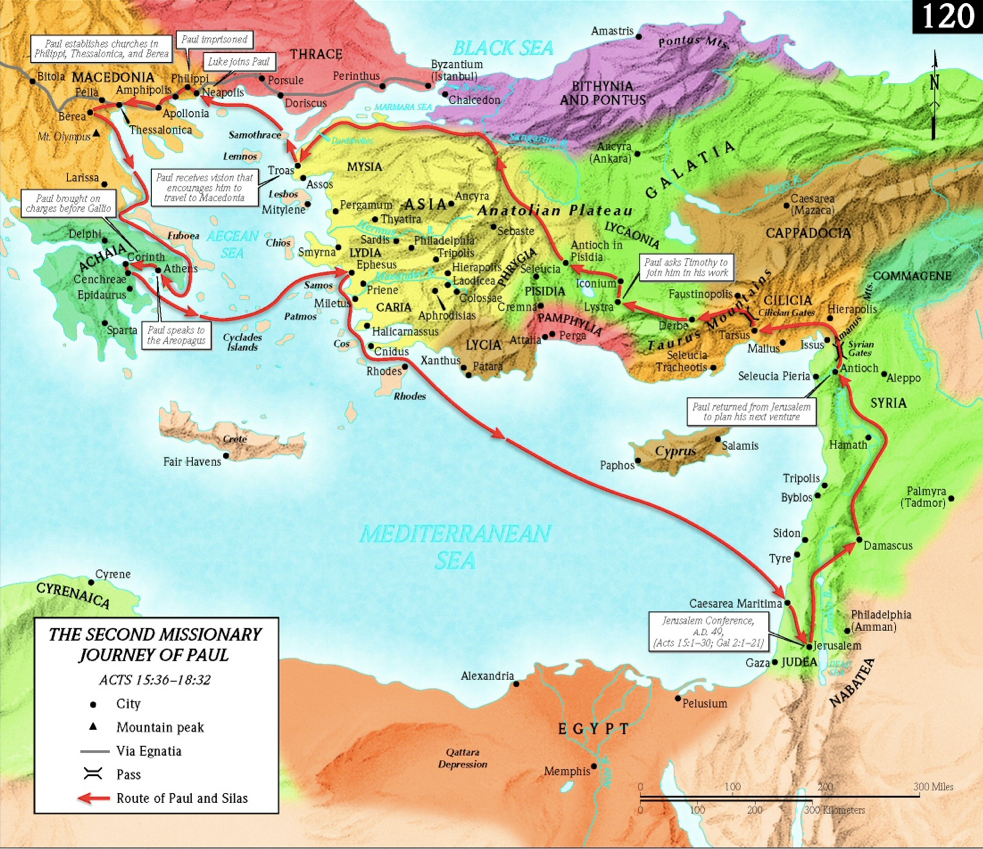 120
Amastris
Pontus Mts.
BLACK SEA
Paul establishes churches in
Philippi, Thessalonica, and Berea
Paul imprisoned
Luke joins Paul
THRACE
Byzantium
(Istanbul)
Perinthus
Porsule
Doriscus
Chalcedon
BITHYNIA
AND PONTUS
Bitola
MACEDONIA
Philippi
Pella
Amphipolis
Neapolis
Berea
Apollonia
Thessalonica
Mt. Olympus
MARMARA SEA
Samothrace
Lemnos
Troas
Assos
MYSIA
Ancyra
(Ankara)
GALATIA
Larissa
Paul receives vision that
encourages him to
travel to Macedonia
Lesbos
Mitylene
Pergamum
ASIA
Ancyra
Thyatira
Anatolian Plateau
Caesarea
(Mazaca)
CAPPADOCIA
Paul brought on
charges before Gallio
Delphi
Euboea
AEGEAN
SEA
Chios
Smyrna
Sardis
Philadelphia
Sebaste
LYCAONIA
LYDIA
Tripolis
Antioch in
Pisidia
ACHAIA
Corinth
Athens
Ephesus
Hierapolis
PHRYGIA
Seleucia
Iconium
Paul asks Timothy to
join him in his work
COMMAGENE
Cenchreae
Epidaurus
Samos
Priene
Laodicea
Colossae
PISIDIA
Cremna
Lystra
Faustinopolis
CILICIA
Cilician Gates
Hierapolis
Miletus
CARIA
Aphrodisias
Palmos
Sparta
Paul speaks to
the Areopagus
Cyclades
Islands
Halicarnassus
PAMPHYLIA
Attalia
Perga
Derbe
Taurus Mountains
Tarsus
Mallus
Issus
Amanus Mts.
Syrian
Gates
Cos
Cnidus
LYCIA
Xanthus
Patara
Rhodes
Rhodes
Seleucia
Tracheotis
Seleucia Pieria
Antioch
Aleppo
Paul returned from Jerusalem
to plan his next venture
SYRIA
Crete
Fair Havens
Cyprus
Salamis
Paphos
Hamath
Tripolis
Byblos
Palmyra
(Tadmor)
MEDITERRANEAN
SEA
Sidon
Tyre
Damascus
Cyrene
CYRENAICA
Caesarea Maritima
Philadelphia
(Amman)
Jerusalem Conference,
A.D. 49,
(Acts 15:1–30; Gal 2:1–21)
Jerusalem
Gaza
JUDEA
NABATEA
THE SECOND MISSIONARY
JOURNEY OF PAUL
ACTS 15:36–18:32
City
Mountain peak
Via Egnatia
Pass
Route of Paul and Silas
Alexandria
Pelusium
EGYPT
Qattara
Depression
Memphis
N
0 100 200 300 Miles
0 100 200 300 Kilometers